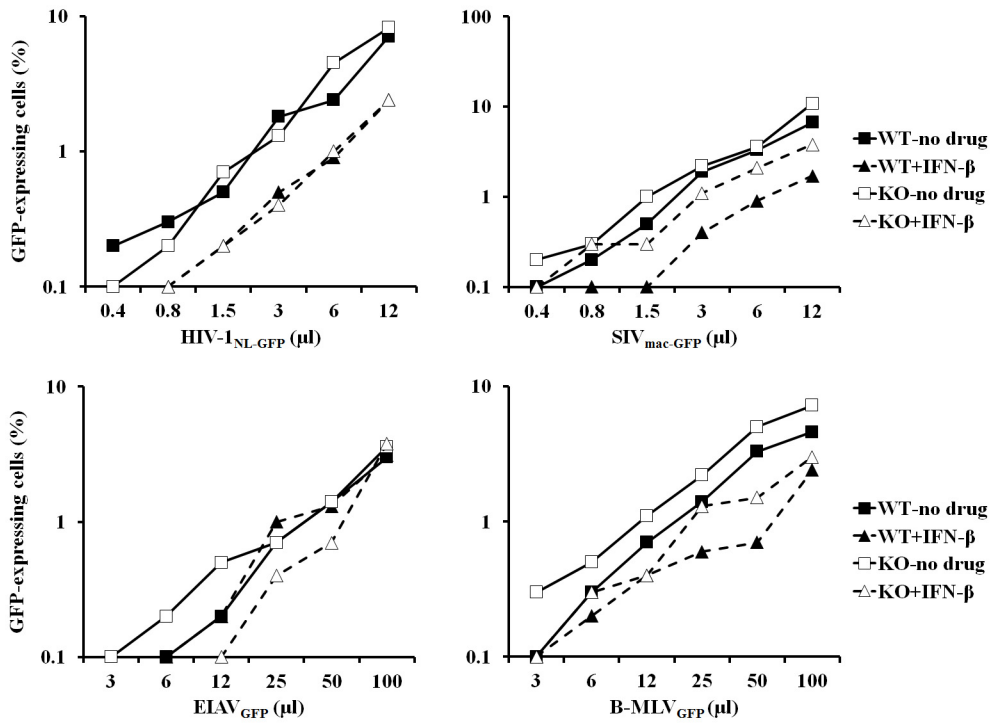 GFP-expressing cells (%)
10
1
0.1
0.4 0.8 1.5 3 6 12
HIV-1NL-GFP (µl)
100
10
1
0.1
0.4 0.8 1.5 3 6 12
SIVmac-GFP (µl)
WT-no drug
WT+IFN-β
KO-no drug
KO+IFN-β
GFP-expressing cells (%)
10
1
0.1
3 6 12 25 50 100
EIAVGFP (µl)
10
1
0.1
3 6 12 25 50 100
B-MLVGFP (µl)
WT-no drug
WT+IFN-β
KO-no drug
KO+IFN-β